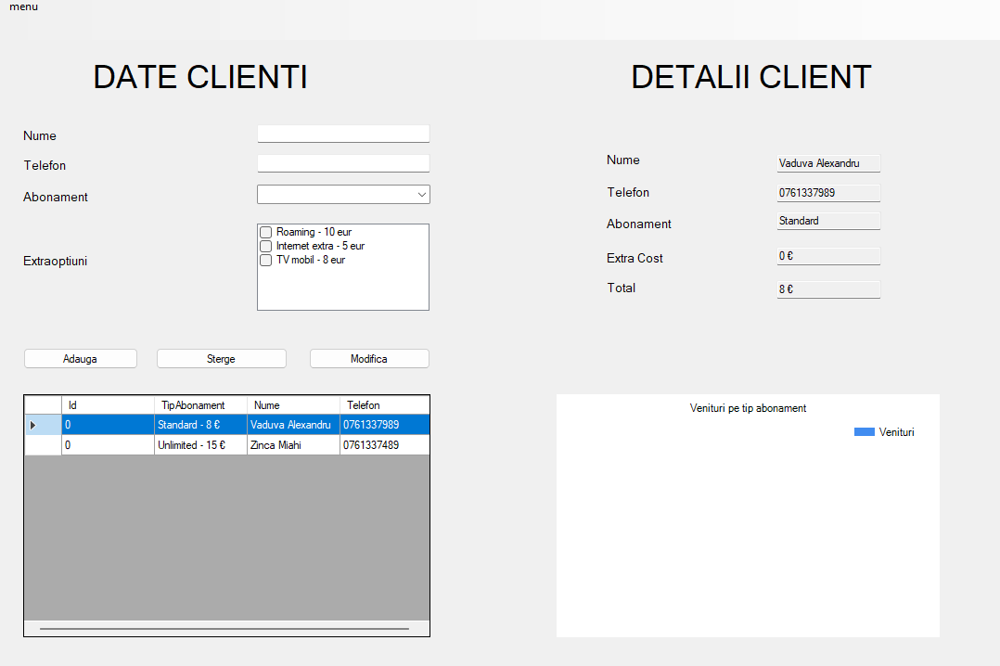 menu
DATE CLIENTI
Nume
Telefon
Abonament
Extraoptiuni
Roaming - 10 eur
Internet extra - 5 eur
TV mobil - 8 eur
Adauga Sterge Modifica
Id TipAbonament Nume Telefon
0 Standard - 8 € Vaduva Alexandru 0761337989
0 Unlimited - 15 € Zinca Miahi 0761337489
DETALII CLIENT
Nume Vaduva Alexandru
Telefon 0761337989
Abonament Standard
Extra Cost 0 €
Total 8 €
Venituri pe tip abonament
Venituri